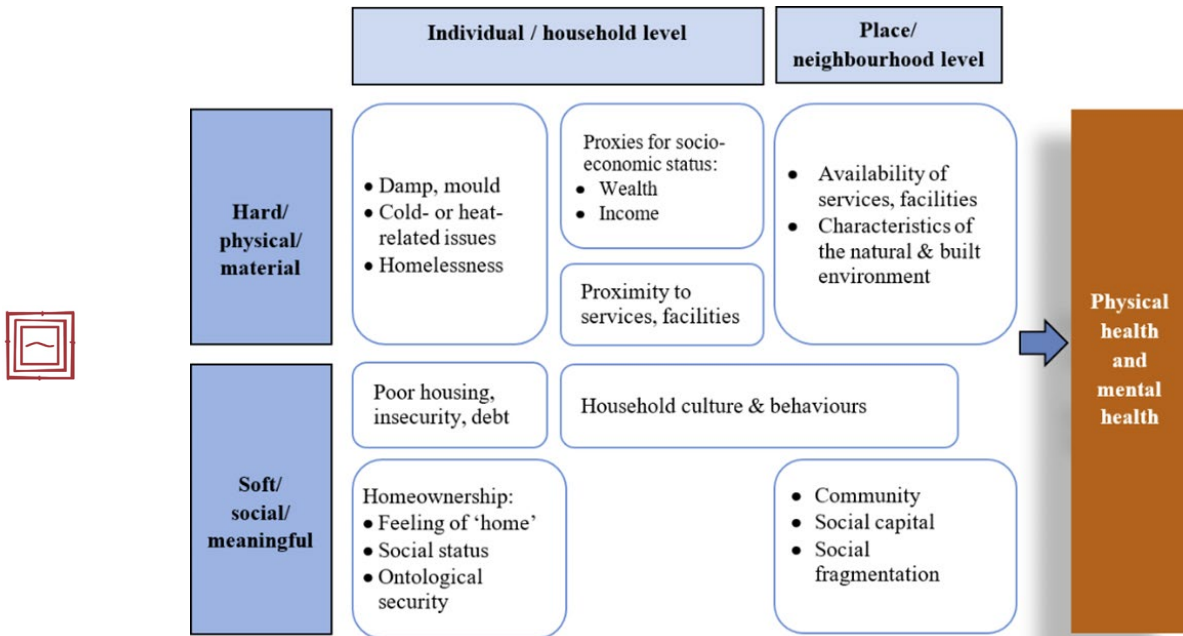 Individual / household level
Place/
neighbourhood level
Hard/
physical/
material
● Damp, mould
● Cold- or heat-
related issues
● Homelessness
Proxies for socio-
economic status:
● Wealth
● Income
Proximity to
services, facilities
● Availability of
services, facilities
● Characteristics of
the natural & built
environment
Soft/
social/
meaningful
Poor housing,
insecurity, debt
Household culture & behaviours
Homeownership:
● Feeling of ‘home’
● Social status
● Ontological
security
● Community
● Social capital
● Social
fragmentation
Physical
health
and
mental
health